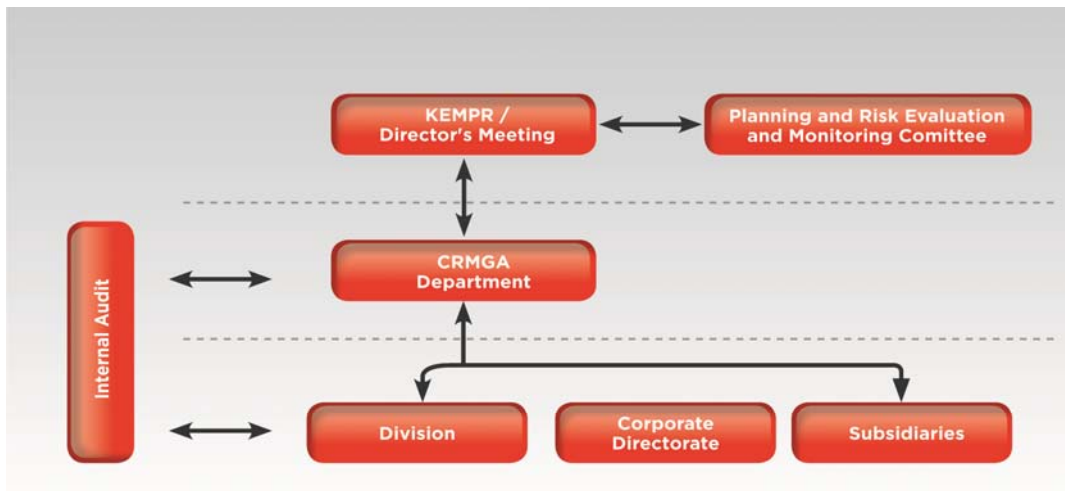 KEMPR /
Director's Meeting
Planning and Risk Evaluation
and Monitoring Comittee
CRMGA
Department
Internal Audit
Division
Corporate
Directorate
Subsidiaries